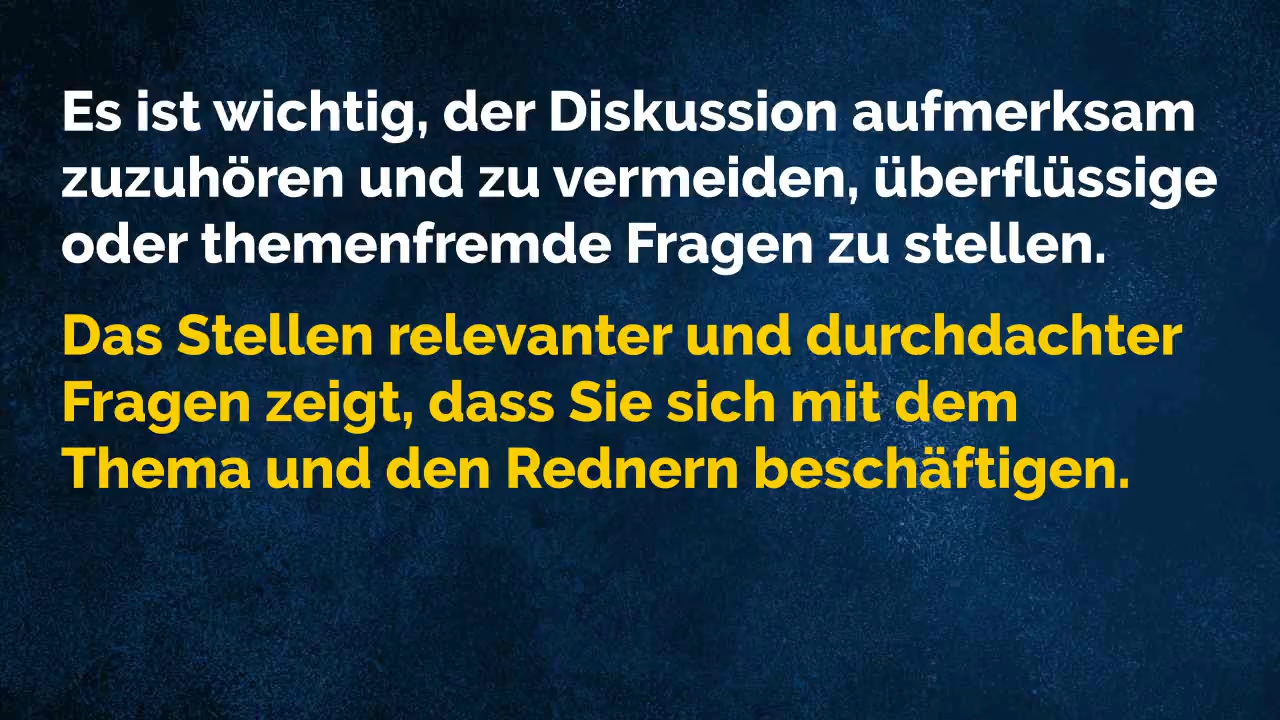 Es ist wichtig, der Diskussion aufmerksam
zuzuhören und zu vermeiden, überflüssige
oder themenfremde Fragen zu stellen.
Das Stellen relevanter und durchdachter
Fragen zeigt, dass Sie sich mit dem
Thema und den Rednern beschäftigen.